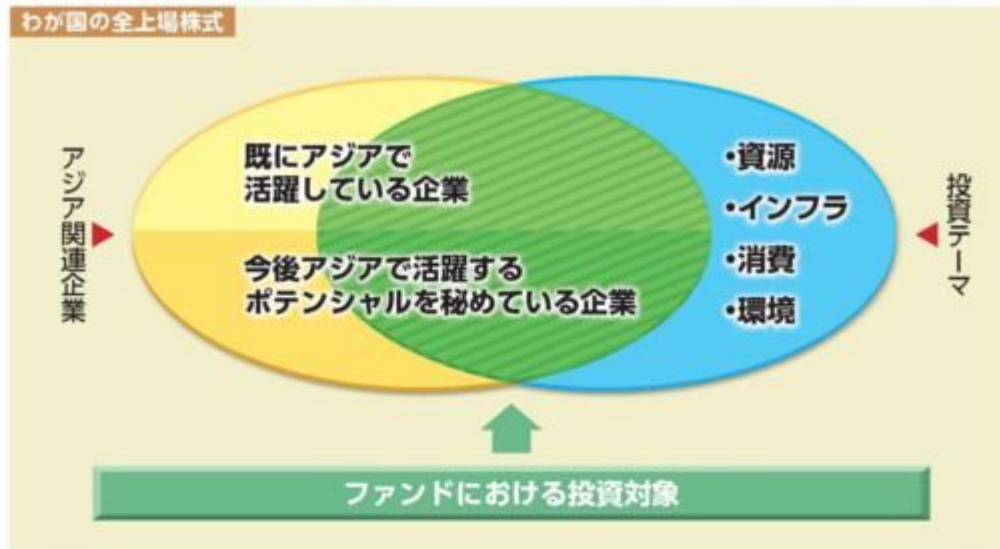 わが国の全上場株式
アジア関連企業
既にアジアで
活躍している企業
今後アジアで活躍する
ポテンシャルを秘めている企業
・資源
・インフラ
・消費
・環境
投資テーマ
ファンドにおける投資対象